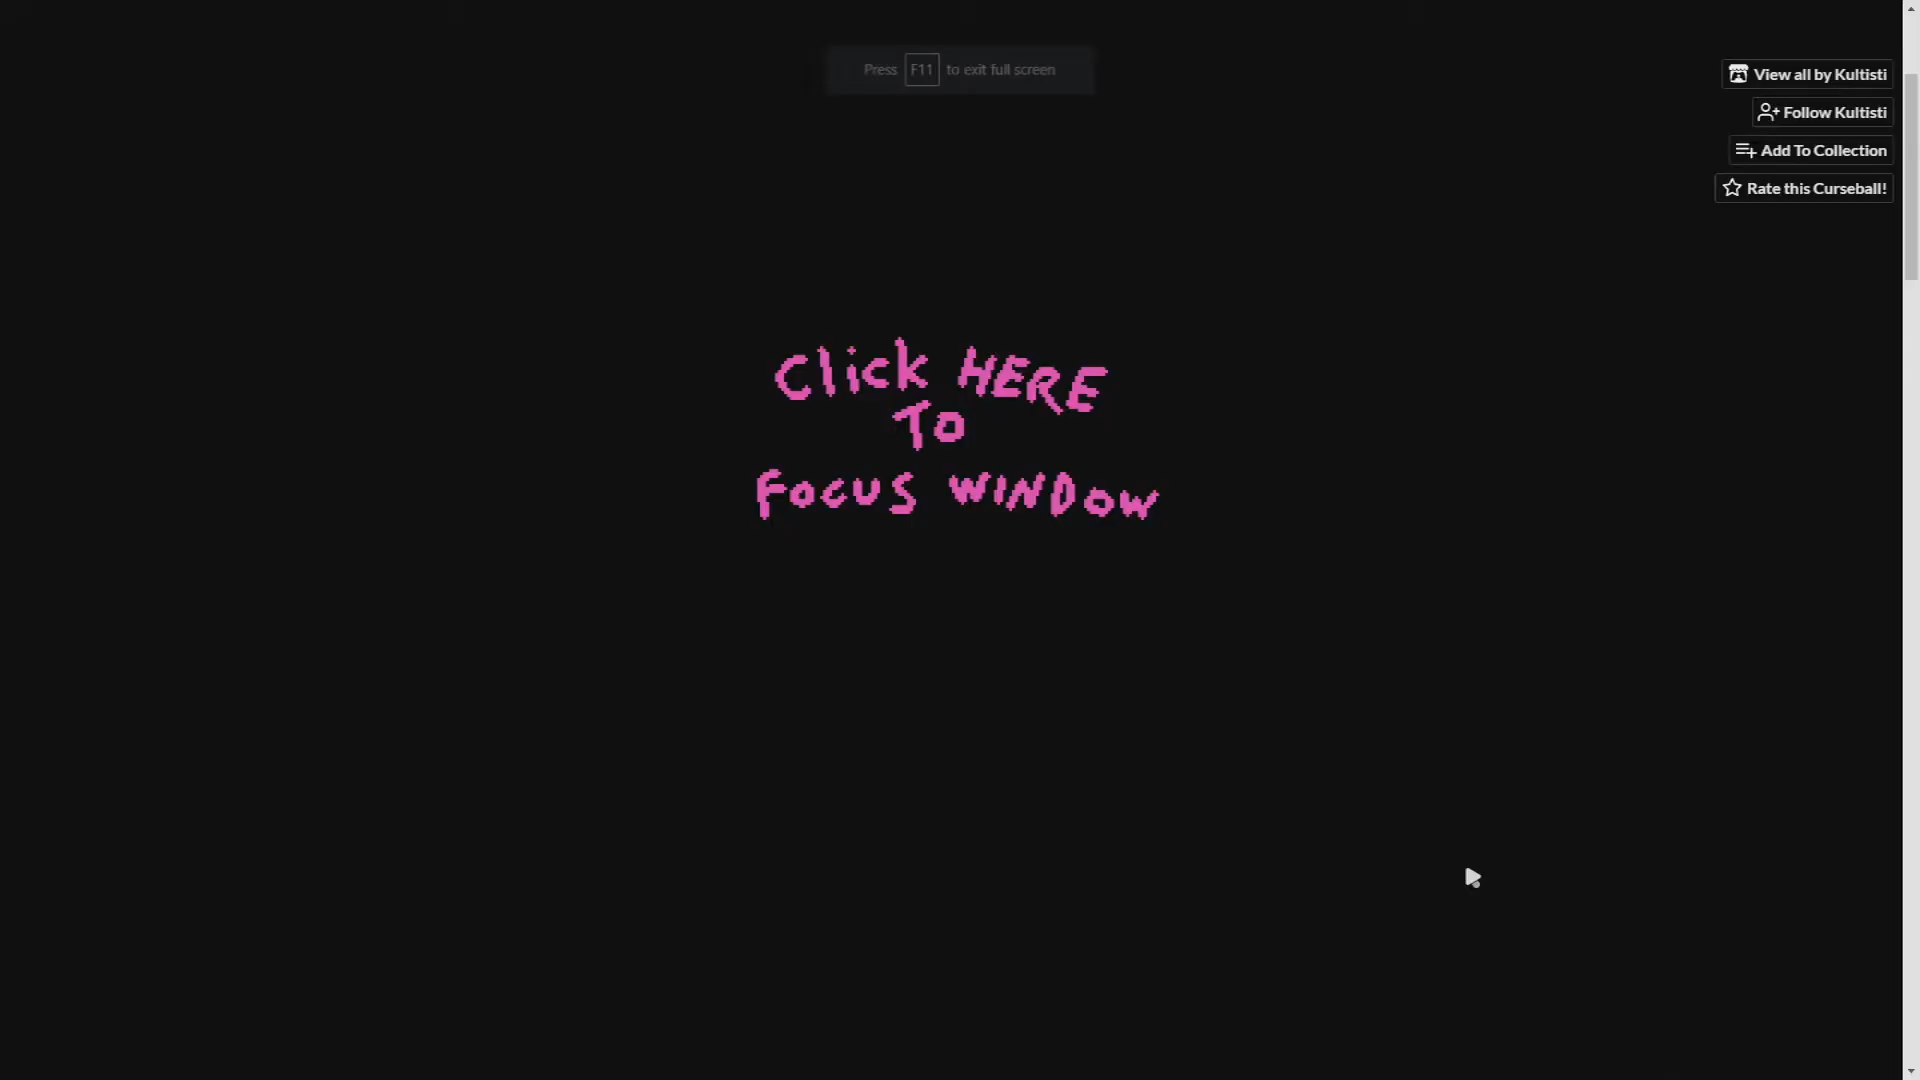 Press F11 to exit full screen
View all by Kultisti
Follow Kultisti
Add To Collection
Rate this Curseball!
Click HERE
TO
FOCUS WINDOW